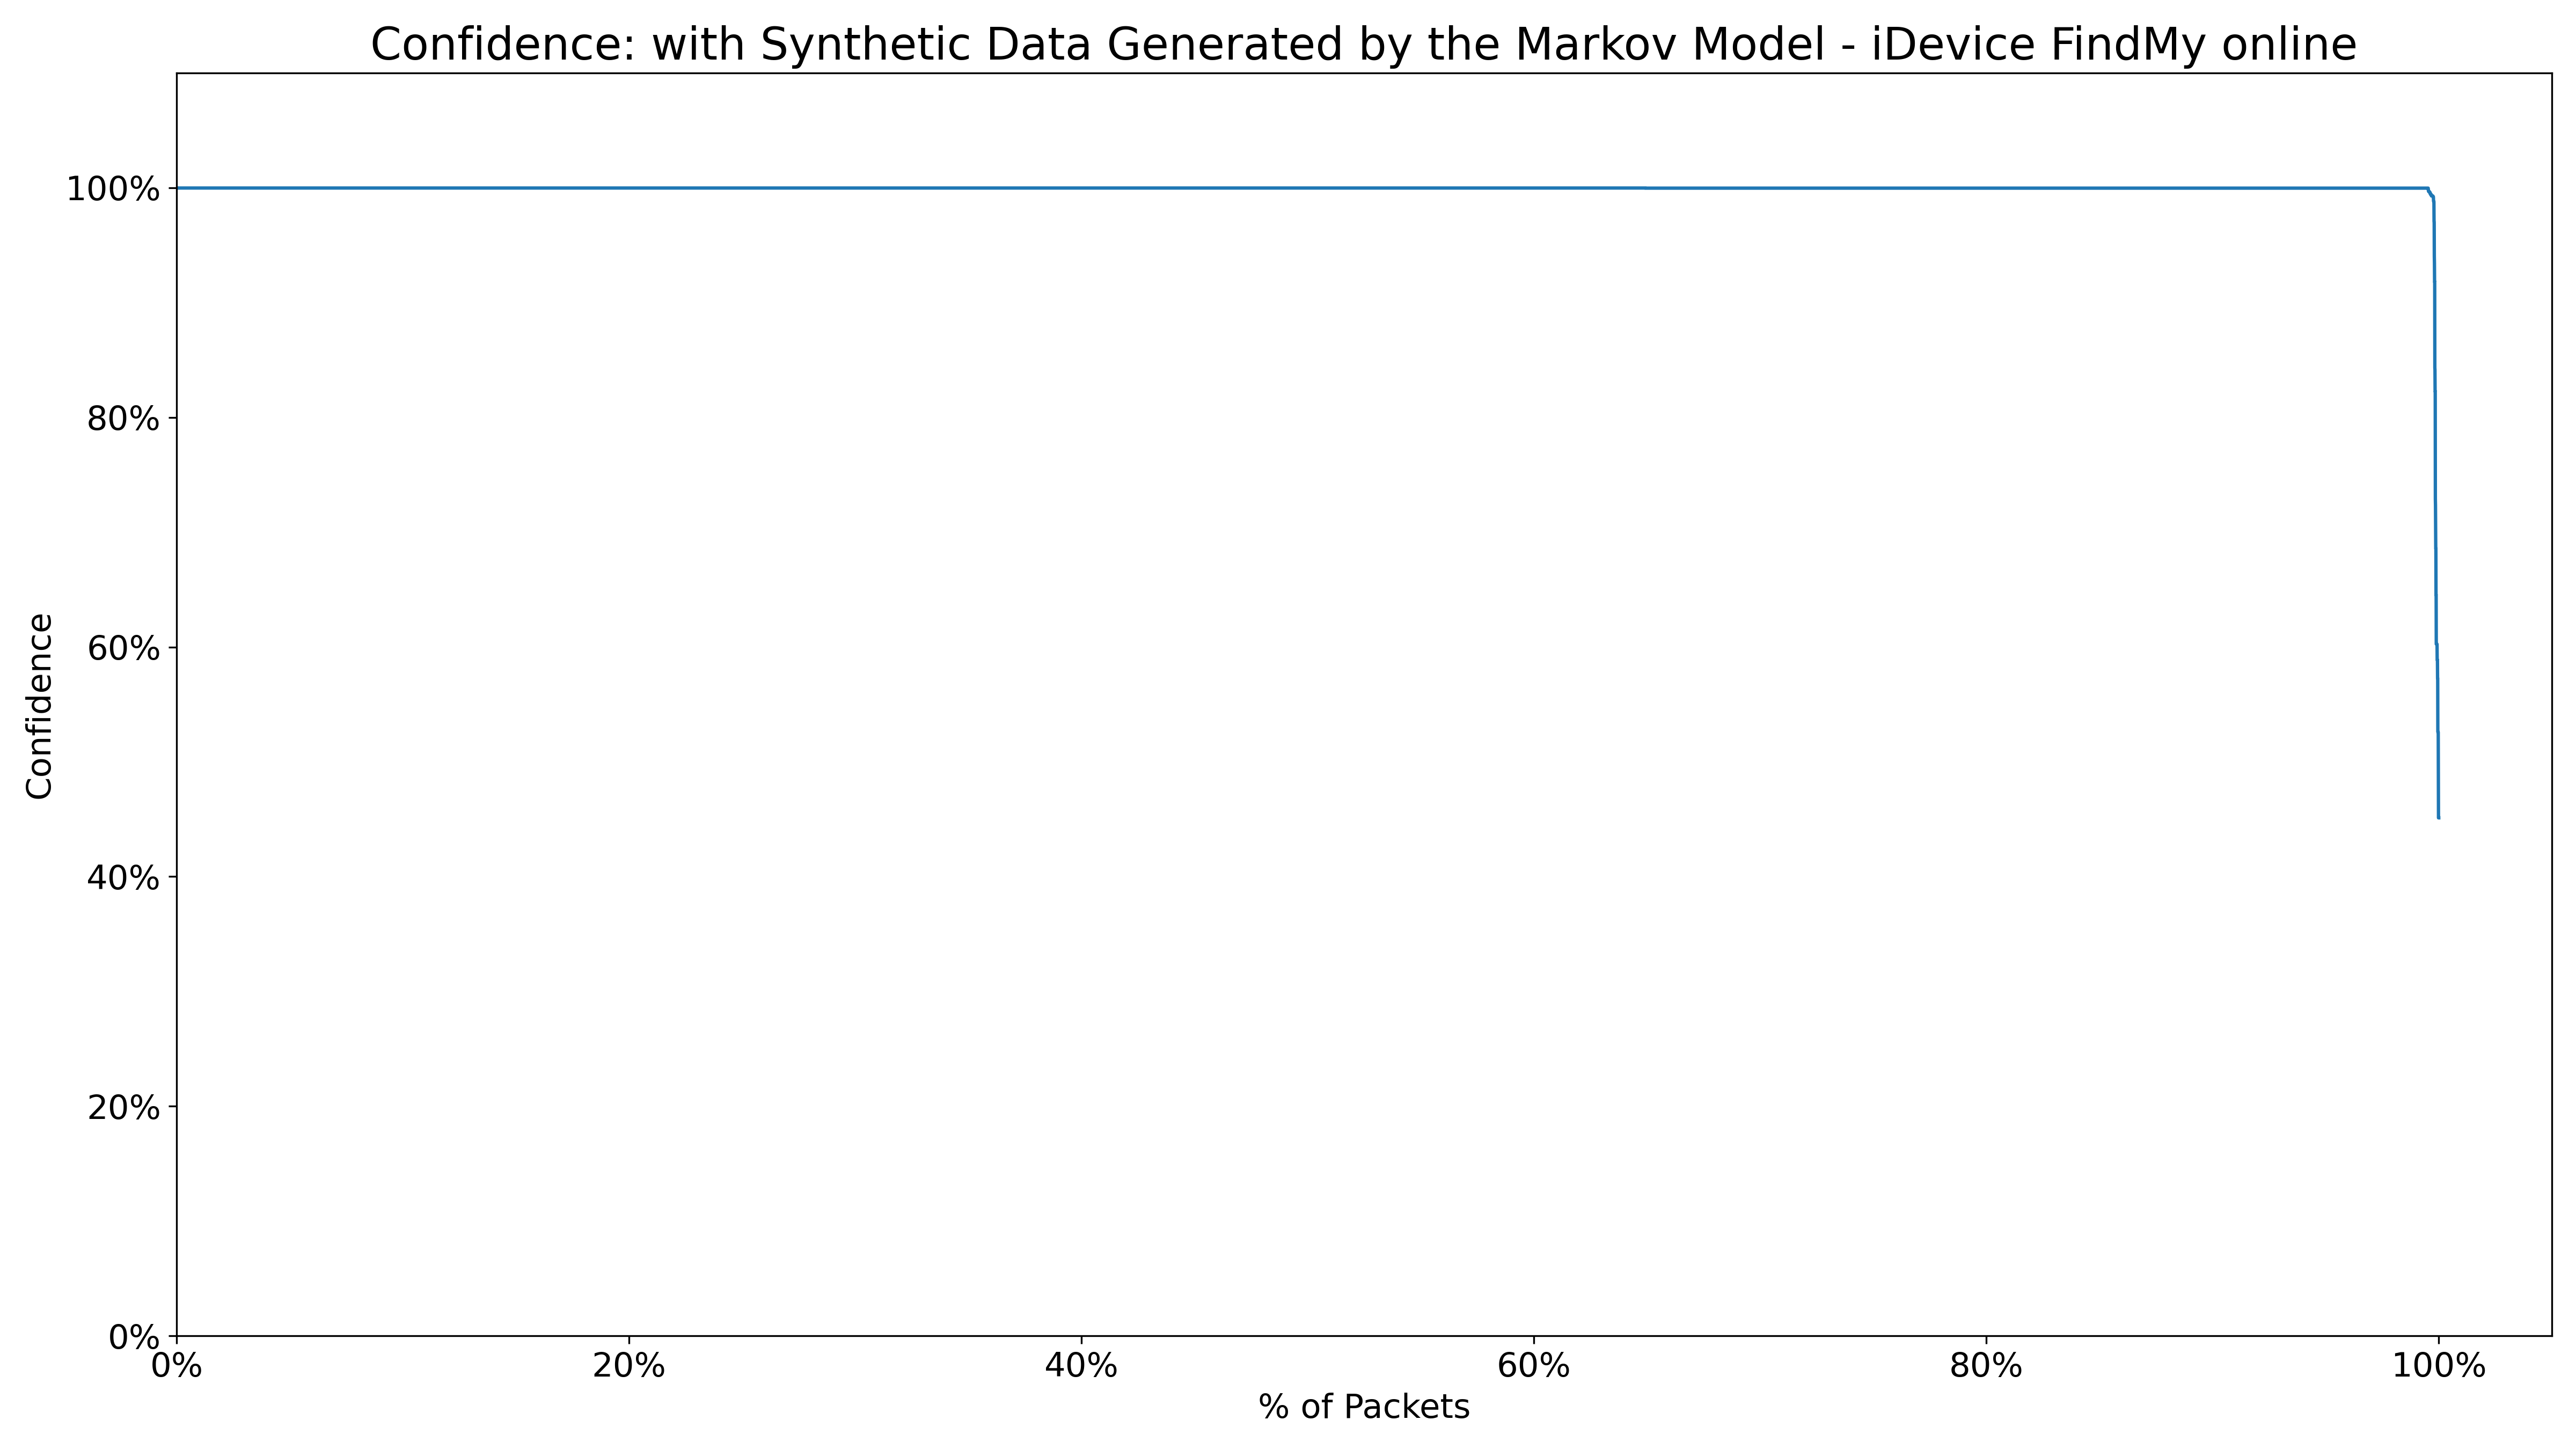 Confidence: with Synthetic Data Generated by the Markov Model - iDevice FindMy online
100%
80%
60%
40%
20%
0%
Confidence
0% 20% 40% 60% 80% 100%
% of Packets